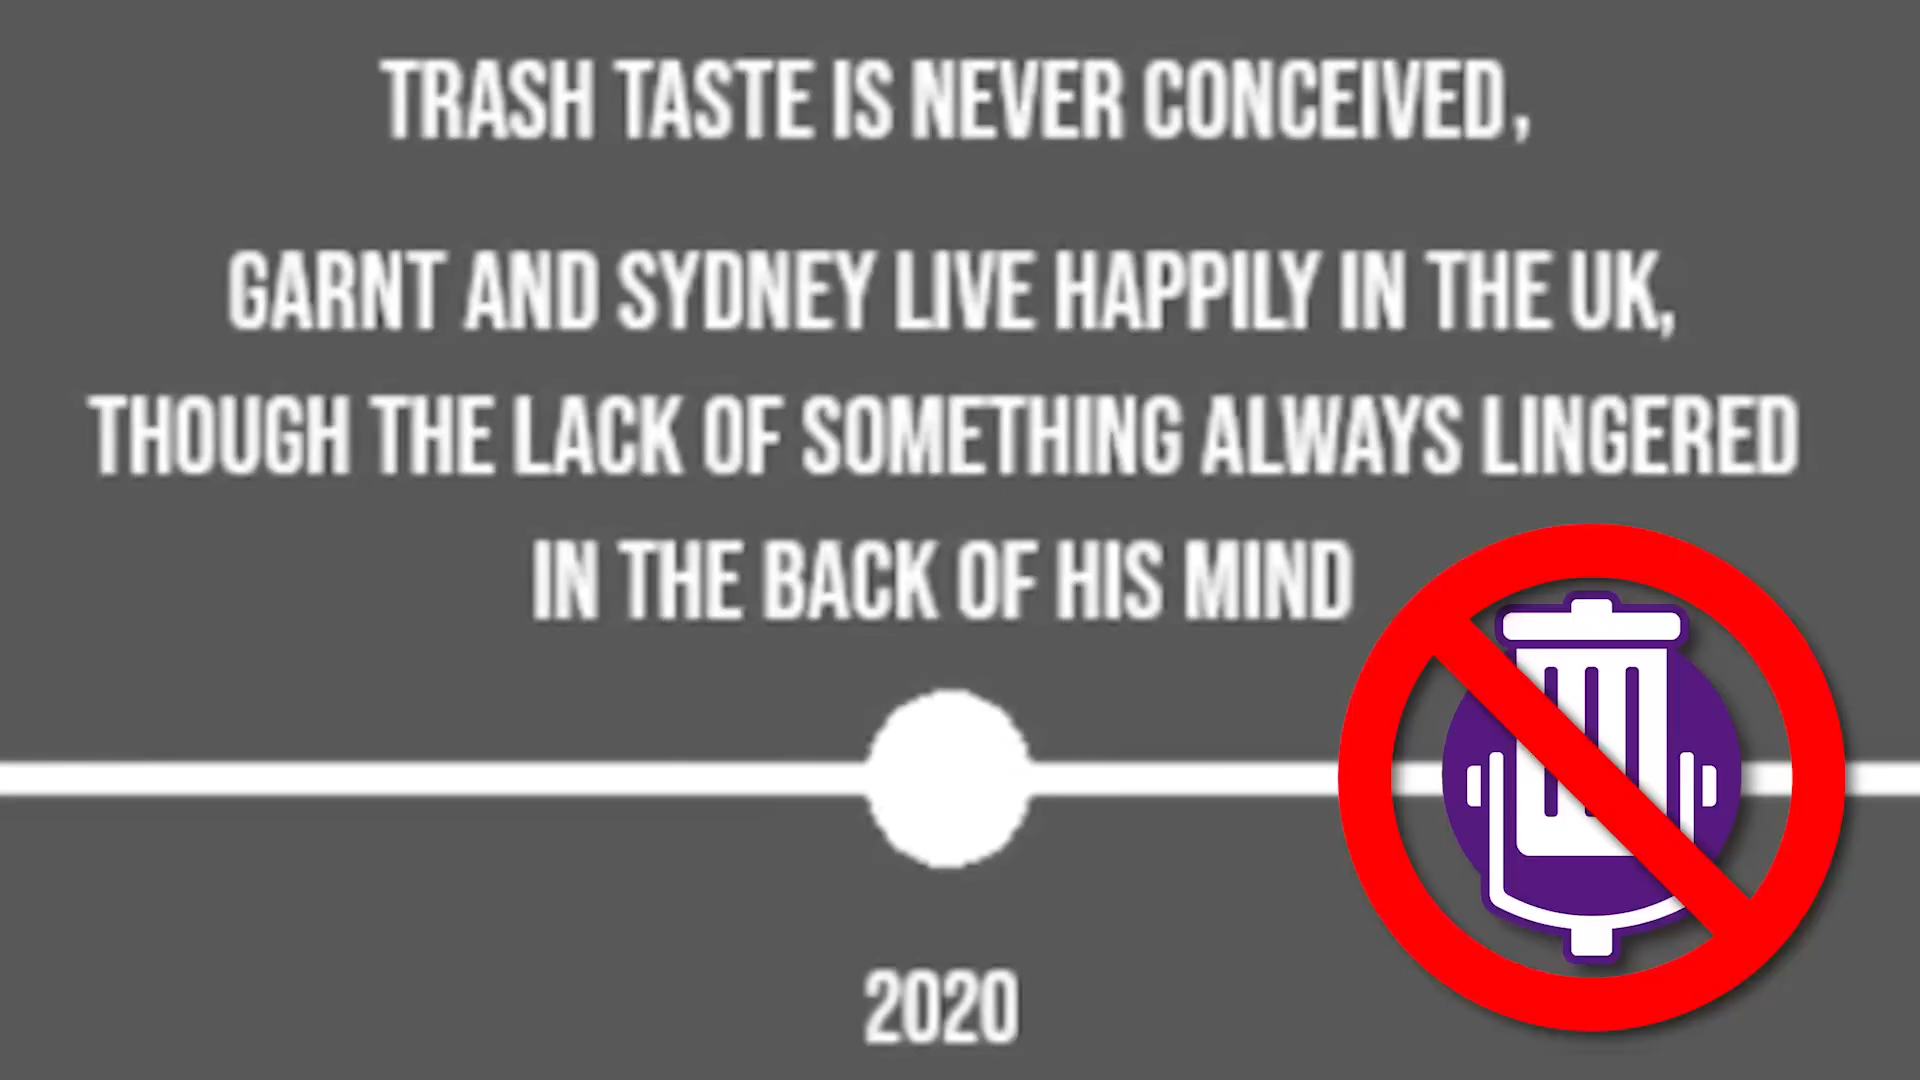 TRASH TASTE IS NEVER CONCEIVED,
GARNT AND SYDNEY LIVE HAPPILY IN THE UK,
THOUGH THE LACK OF SOMETHING ALWAYS LINGERED
IN THE BACK OF HIS MIND
2020